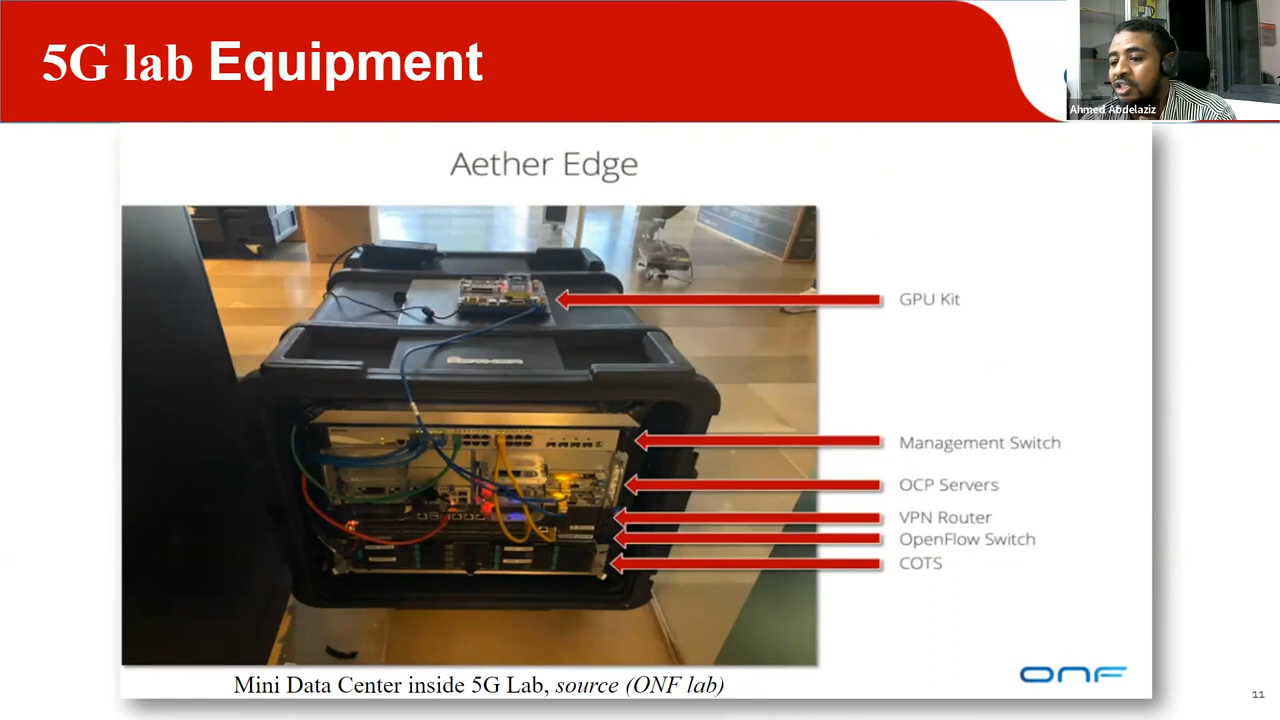 5G lab Equipment
Ahmed Abdelaziz
Aether Edge
GPU Kit
Management Switch
OCP Servers
VPN Router
OpenFlow Switch
COTS
Mini Data Center inside 5G Lab, source (ONF lab)
ONF
11